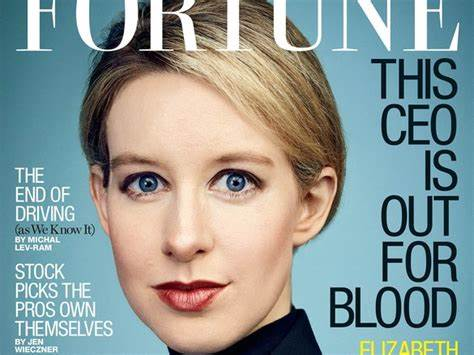 FORTUNE
THIS
CEO
IS
OUT
FOR
BLOOD
ELIZABETH
THE
END OF
DRIVING
(as We Know It)
BY MICHAL
LEV-RAM
STOCK
PICKS THE
PROS OWN
THEMSELVES
BY JEN
WIECZNER